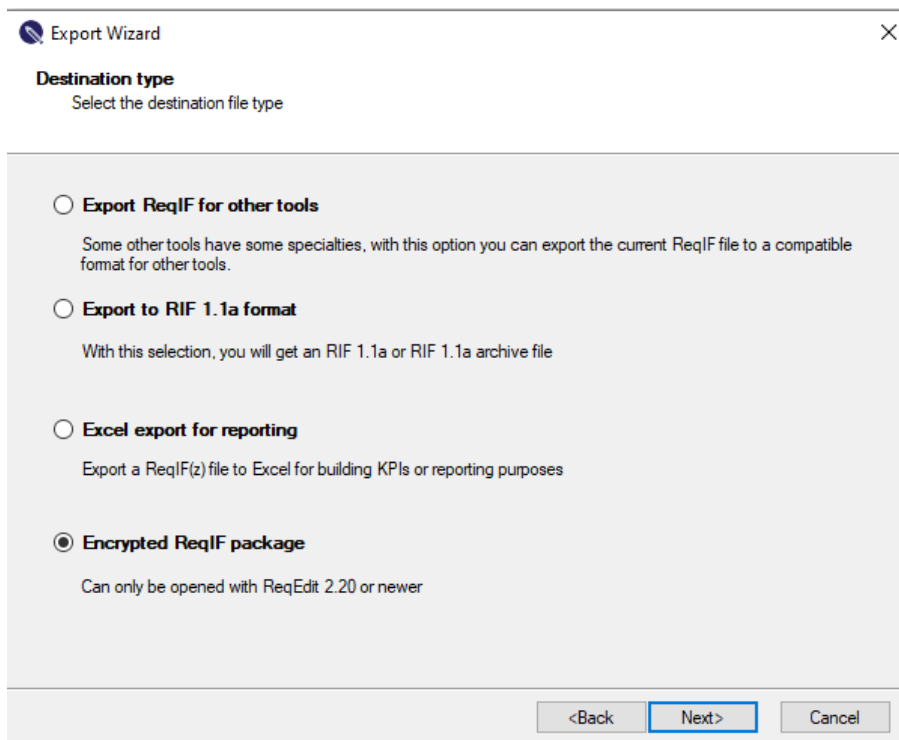 Export Wizard
Destination type
Select the destination file type
Export ReqIF for other tools
Some other tools have some specialties, with this option you can export the current ReqIF file to a compatible
format for other tools.
Export to RIF 1.1a format
With this selection, you will get an RIF 1.1a or RIF 1.1a archive file
Excel export for reporting
Export a ReqIF(z) file to Excel for building KPIs or reporting purposes
Encrypted ReqIF package
Can only be opened with ReqEdit 2.20 or newer
<Back Next> Cancel